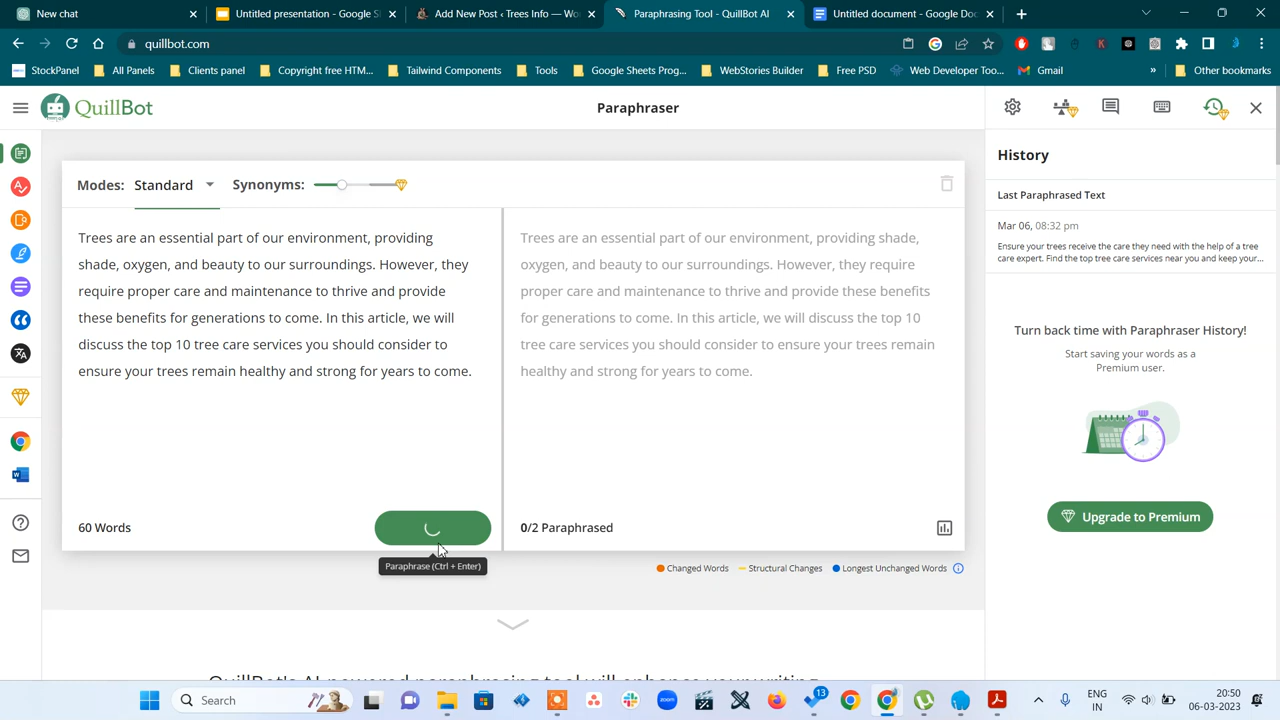 New chat
Untitled presentation - Google Sl
Add New Post ‹ Trees Info — Wo
Paraphrasing Tool - QuillBot AI
Untitled document - Google Doc
quillbot.com
StockPanel
All Panels
Clients panel
Copyright free HTM...
Tailwind Components
Tools
Google Sheets Prog...
WebStories Builder
Free PSD
Web Developer Too...
Gmail
»
Other bookmarks
QuillBot
Paraphraser
Modes: Standard
Synonyms:
Trees are an essential part of our environment, providing
shade, oxygen, and beauty to our surroundings. However, they
require proper care and maintenance to thrive and provide
these benefits for generations to come. In this article, we will
discuss the top 10 tree care services you should consider to
ensure your trees remain healthy and strong for years to come.
60 Words
Paraphrase (Ctrl + Enter)
Trees are an essential part of our environment, providing shade,
oxygen, and beauty to our surroundings. However, they require
proper care and maintenance to thrive and provide these benefits
for generations to come. In this article, we will discuss the top 10
tree care services you should consider to ensure your trees remain
healthy and strong for years to come.
0/2 Paraphrased
Changed Words
Structural Changes
Longest Unchanged Words
History
Last Paraphrased Text
Mar 06, 08:32 pm
Ensure your trees receive the care they need with the help of a tree
care expert. Find the top tree care services near you and keep your...
Turn back time with Paraphraser History!
Start saving your words as a
Premium user.
Upgrade to Premium
QuillBot's AI-powered paraphrasing tool will enhance your writing
Search
13
ENG
IN
20:50
06-03-2023